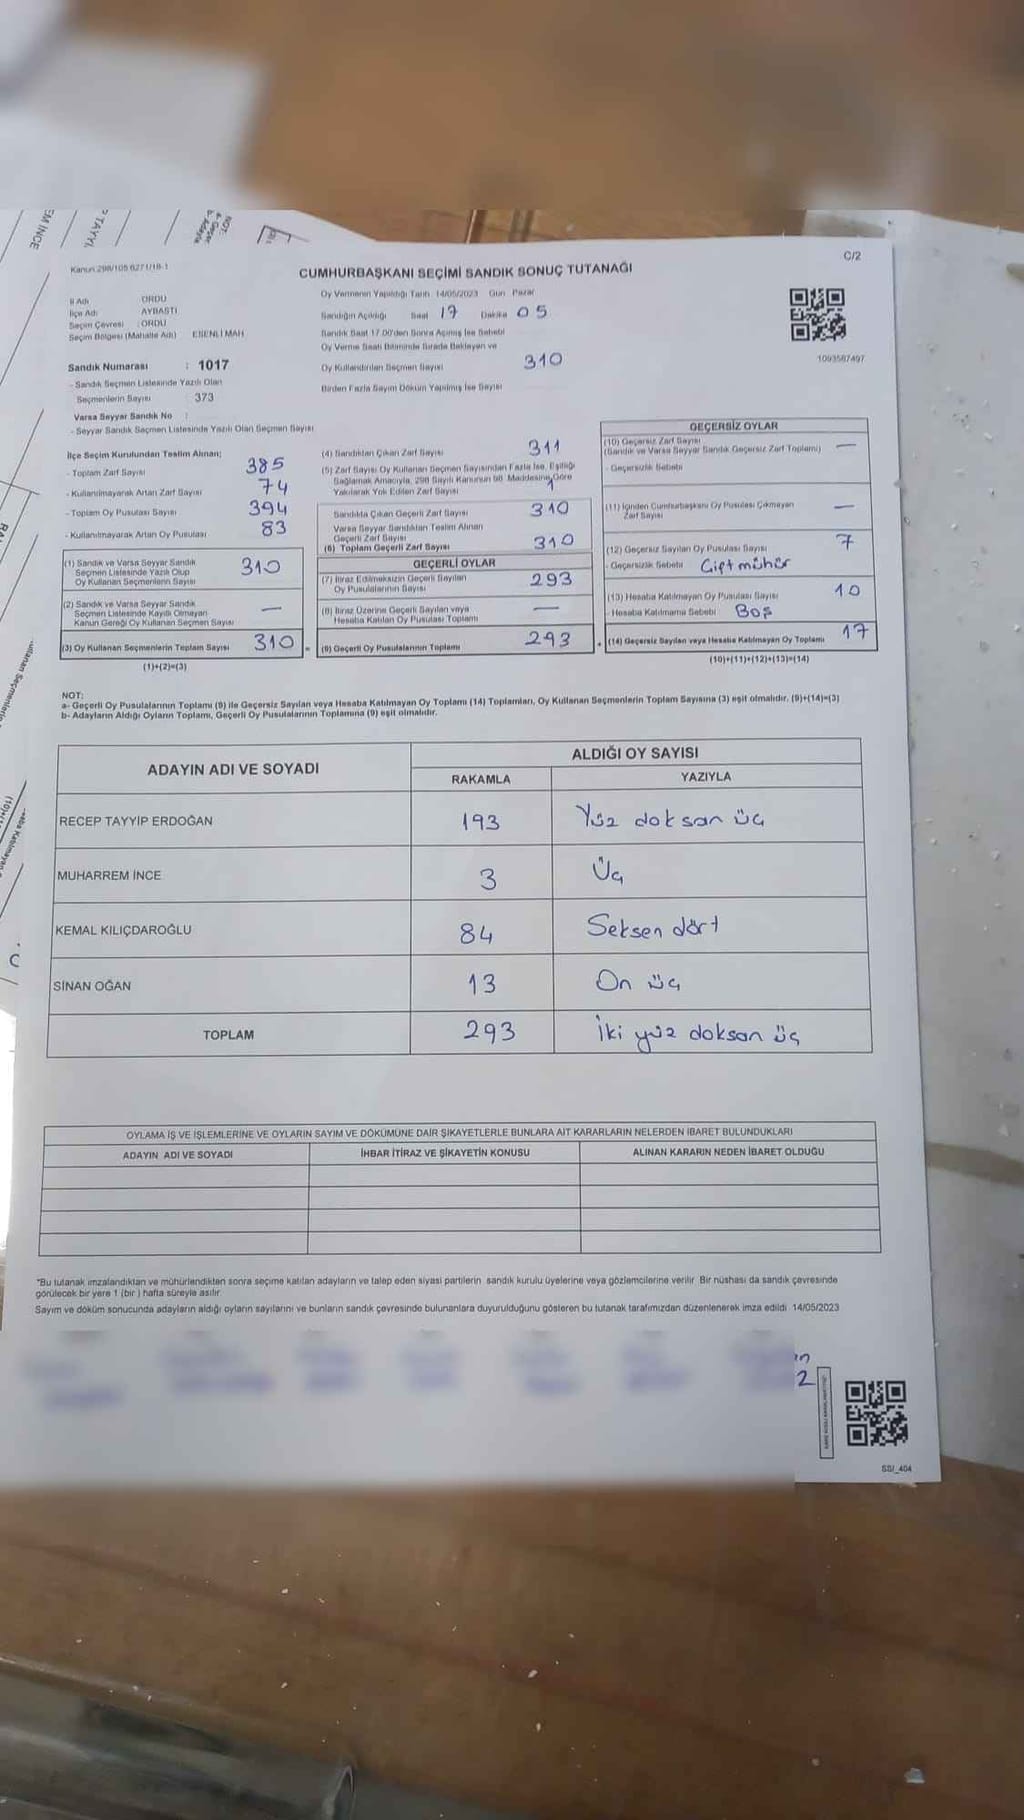 EM İNCE
TAYYİ
C/2
Kanun 298/105 6271/18-1
CUMHURBAŞKANI SEÇİMİ SANDIK SONUÇ TUTANAĞI
İl Adı ORDU
İlçe Adı AYBASTI
Seçim Çevresi : ORDU
Seçim Bölgesi (Mahalle Adı) ESENLİ MAH
Oy Vermenin Yapıldığı Tarih 14/05/2023 Gün Pazar
Sandığın Açıldığı Saat 17 Dakika 05
Sandık Saat 17.00'den Sonra Açılmış İse Sebebi
Oy Verme Saati Bitiminde Sırada Bekleyen ve
Oy Kullandırılan Seçmen Sayısı 310
Birden Fazla Sayım Döküm Yapılmış İse Sayısı
1093587497
Sandık Numarası : 1017
- Sandık Seçmen Listesinde Yazılı Olan
Seçmenlerin Sayısı 373
Varsa Seyyar Sandık No :
- Seyyar Sandık Seçmen Listesinde Yazılı Olan Seçmen Sayısı
İlçe Seçim Kurulundan Teslim Alınan;
- Toplam Zarf Sayısı 385
- Kullanılmayarak Artan Zarf Sayısı 74
- Toplam Oy Pusulası Sayısı 394
- Kullanılmayarak Artan Oy Pusulası 83
(1) Sandık ve Varsa Seyyar Sandık
Seçmen Listesinde Yazılı Olup
Oy Kullanan Seçmenlerin Sayısı 310
(2) Sandık ve Varsa Seyyar Sandık
Seçmen Listesinde Kayıtlı Olmayan
Kanun Gereği Oy Kullanan Seçmen Sayısı —
(3) Oy Kullanan Seçmenlerin Toplam Sayısı 310 =
(1)+(2)=(3)
(4) Sandıktan Çıkan Zarf Sayısı 311
(5) Zarf Sayısı Oy Kullanan Seçmen Sayısından Fazla İse, Eşitliği
Sağlamak Amacıyla, 298 Sayılı Kanunun 98. Maddesine Göre
Yakılarak Yok Edilen Zarf Sayısı 1
Sandıkta Çıkan Geçerli Zarf Sayısı 310
Varsa Seyyar Sandıktan Teslim Alınan
Geçerli Zarf Sayısı
(6) Toplam Geçerli Zarf Sayısı 310
GEÇERLİ OYLAR
(7) İtiraz Edilmeksizin Geçerli Sayılan
Oy Pusulalarının Sayısı 293
(8) İtiraz Üzerine Geçerli Sayılan veya
Hesaba Katılan Oy Pusulası Toplamı —
(9) Geçerli Oy Pusulalarının Toplamı 293 +
GEÇERSİZ OYLAR
(10) Geçersiz Zarf Sayısı
(Sandık ve Varsa Seyyar Sandık Geçersiz Zarf Toplamı) —
- Geçersizlik Sebebi
(11) İçinden Cumhurbaşkanı Oy Pusulası Çıkmayan
Zarf Sayısı —
(12) Geçersiz Sayılan Oy Pusulası Sayısı 7
- Geçersizlik Sebebi Çift mühür
(13) Hesaba Katılmayan Oy Pusulası Sayısı 10
- Hesaba Katılmama Sebebi Boş
(14) Geçersiz Sayılan veya Hesaba Katılmayan Oy Toplamı 17
(10)+(11)+(12)+(13)=(14)
NOT:
a- Geçerli Oy Pusulalarının Toplamı (9) ile Geçersiz Sayılan veya Hesaba Katılmayan Oy Toplamı (14) Toplamları, Oy Kullanan Seçmenlerin Toplam Sayısına (3) eşit olmalıdır. (9)+(14)=(3)
b- Adayların Aldığı Oyların Toplamı, Geçerli Oy Pusulalarının Toplamına (9) eşit olmalıdır.
ADAYIN ADI VE SOYADI
ALDIĞI OY SAYISI
RAKAMLA YAZIYLA
RECEP TAYYİP ERDOĞAN 193 Yüz doksan üç
MUHARREM İNCE 3 Üç
KEMAL KILIÇDAROĞLU 84 Seksen dört
SİNAN OĞAN 13 On üç
TOPLAM 293 İki yüz doksan üç
OYLAMA İŞ VE İŞLEMLERİNE VE OYLARIN SAYIM VE DÖKÜMÜNE DAİR ŞİKAYETLERLE BUNLARA AİT KARARLARIN NELERDEN İBARET BULUNDUKLARI
ADAYIN ADI VE SOYADI İHBAR İTİRAZ VE ŞİKAYETİN KONUSU ALINAN KARARIN NEDEN İBARET OLDUĞU
*Bu tutanak imzalandıktan ve mühürlendikten sonra seçime katılan adayların ve talep eden siyasi partilerin sandık kurulu üyelerine veya gözlemcilerine verilir. Bir nüshası da sandık çevresinde
görülecek bir yere 1 (bir ) hafta süreyle asılır.
Sayım ve döküm sonucunda adayların aldığı oyların sayılarını ve bunların sandık çevresinde bulunanlara duyurulduğunu gösteren bu tutanak tarafımızdan düzenlenerek imza edildi 14/05/2023
SSİ_404